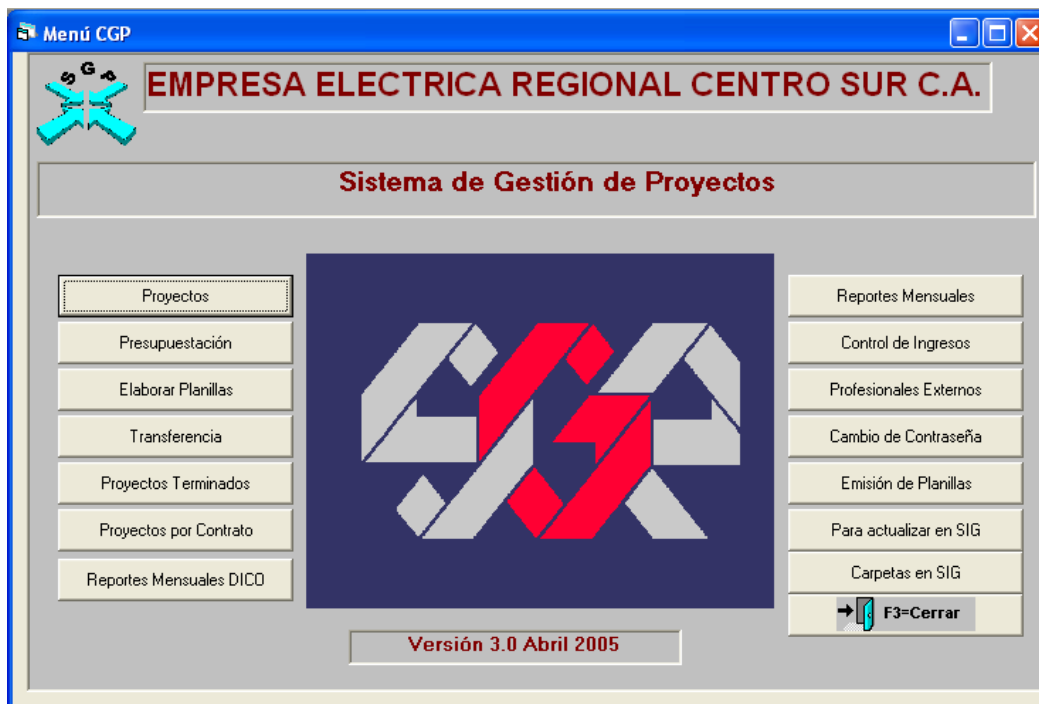 Menú CGP
SGP
EMPRESA ELECTRICA REGIONAL CENTRO SUR C.A.
Sistema de Gestión de Proyectos
Proyectos
Presupuestación
Elaborar Planillas
Transferencia
Proyectos Terminados
Proyectos por Contrato
Reportes Mensuales DICO
Reportes Mensuales
Control de Ingresos
Profesionales Externos
Cambio de Contraseña
Emisión de Planillas
Para actualizar en SIG
Carpetas en SIG
F3=Cerrar
Versión 3.0 Abril 2005